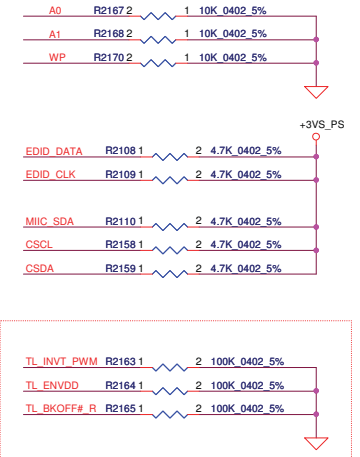 A0 R2167 2 1 10K_0402_5%
A1 R2168 2 1 10K_0402_5%
WP R2170 2 1 10K_0402_5%
+3VS_PS
EDID_DATA R2108 1 2 4.7K_0402_5%
EDID_CLK R2109 1 2 4.7K_0402_5%
MIIC_SDA R2110 1 2 4.7K_0402_5%
CSCL R2158 1 2 4.7K_0402_5%
CSDA R2159 1 2 4.7K_0402_5%
TL_INVT_PWM R2163 1 2 100K_0402_5%
TL_ENVDD R2164 1 2 100K_0402_5%
TL_BKOFF#_R R2165 1 2 100K_0402_5%